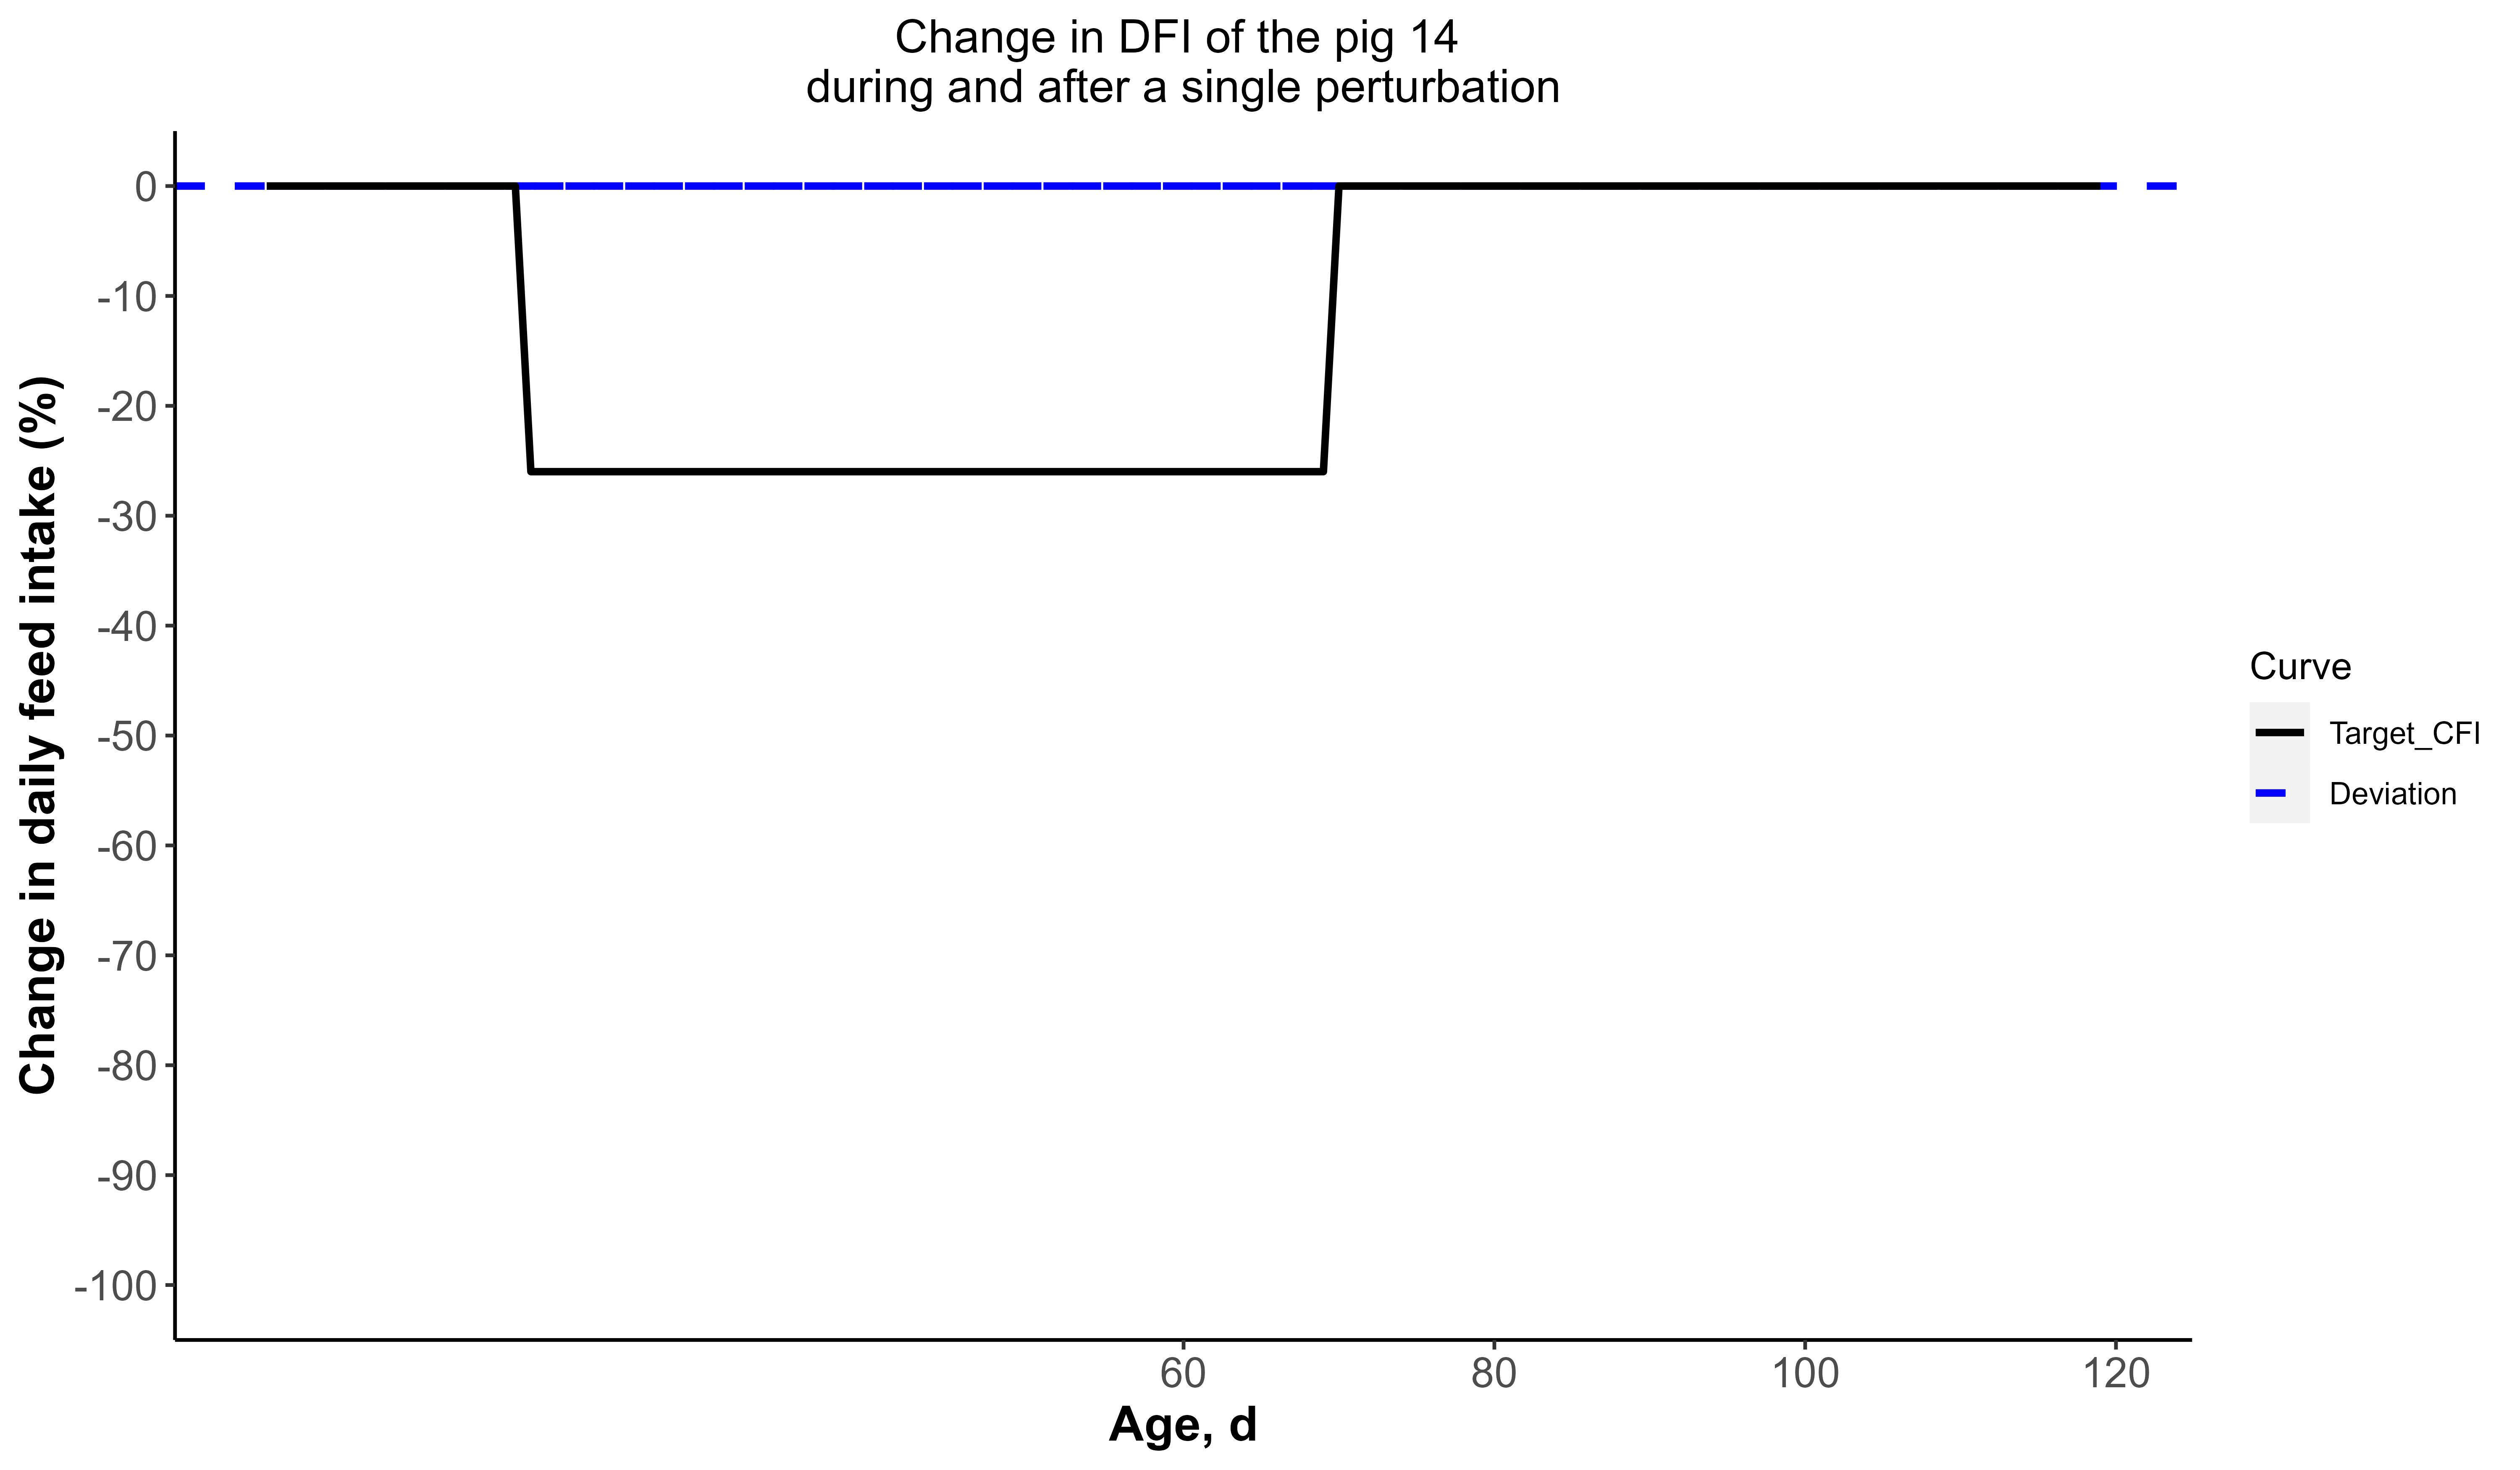 Change in DFI of the pig 14
during and after a single perturbation
Change in daily feed intake (%)
0
-10
-20
-30
-40
-50
-60
-70
-80
-90
-100
60
80
100
120
Age, d
Curve
Target_CFI
Deviation